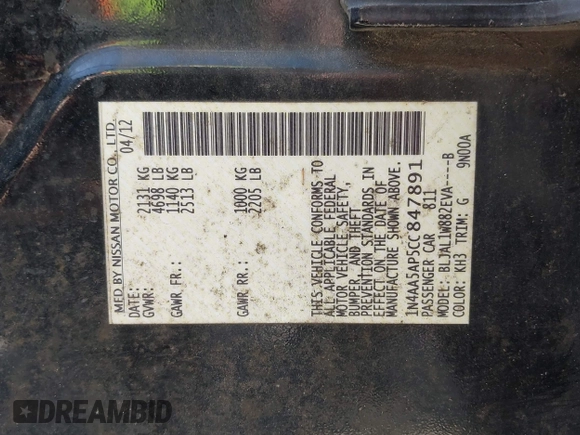 MFD BY NISSAN MOTOR CO., LTD.
DATE: 04/12
GVWR: 2131 KG
4698 LB
GAWR FR: 1140 KG
2513 LB
GAWR RR: 1000 KG
2205 LB
THIS VEHICLE CONFORMS TO
ALL APPLICABLE FEDERAL
MOTOR VEHICLE SAFETY,
BUMPER AND THEFT
PREVENTION STANDARDS IN
EFFECT ON THE DATE OF
MANUFACTURE SHOWN ABOVE.
1N4AA5AP5CC847891
PASSENGER CAR B11
MODEL: BLJAL1W882EVA----B
COLOR: KH3 TRIM: G 9N00A
DREAMBID